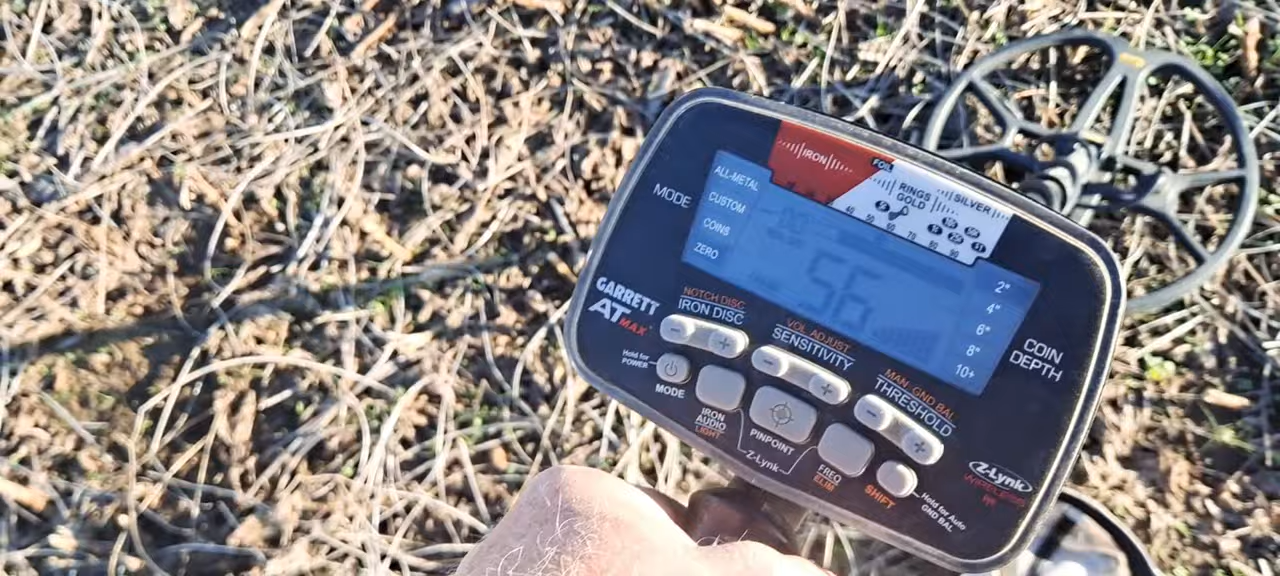 IRON
FOIL
RINGS
GOLD
SILVER
40 50 60 70 80 90
MODE
ALL-METAL
CUSTOM
COINS
ZERO
56
2"
4"
6"
8"
10+
COIN
DEPTH
GARRETT
AT MAX
NOTCH DISC
IRON DISC
- +
VOL ADJUST
SENSITIVITY
- +
MAN. GND BAL
THRESHOLD
- +
Hold for
POWER
MODE
IRON
AUDIO
LIGHT
PINPOINT
Z-Lynk
FREQ
ELIM
SHIFT
Hold for Auto
GND BAL
Z-Lynk
WIRELESS